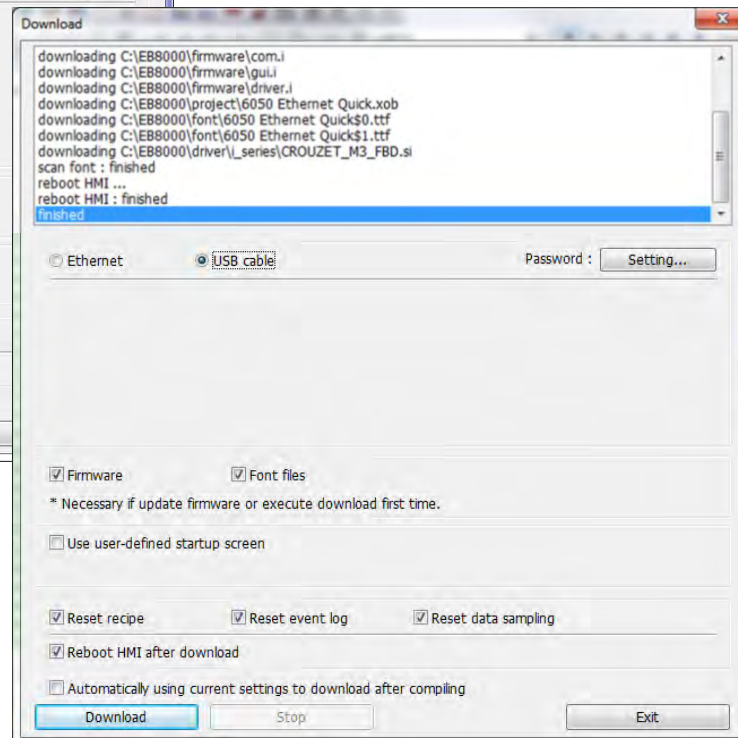 Download
downloading C:\EB8000\firmware\com.i
downloading C:\EB8000\firmware\gui.i
downloading C:\EB8000\firmware\driver.i
downloading C:\EB8000\project\6050 Ethernet Quick.xob
downloading C:\EB8000\font\6050 Ethernet Quick$0.ttf
downloading C:\EB8000\font\6050 Ethernet Quick$1.ttf
downloading C:\EB8000\driver\i_series\CROUZET_M3_FBD.si
scan font : finished
reboot HMI ...
reboot HMI : finished
finished
Ethernet USB cable Password : Setting...
Firmware Font files
* Necessary if update firmware or execute download first time.
Use user-defined startup screen
Reset recipe Reset event log Reset data sampling
Reboot HMI after download
Automatically using current settings to download after compiling
Download Stop Exit